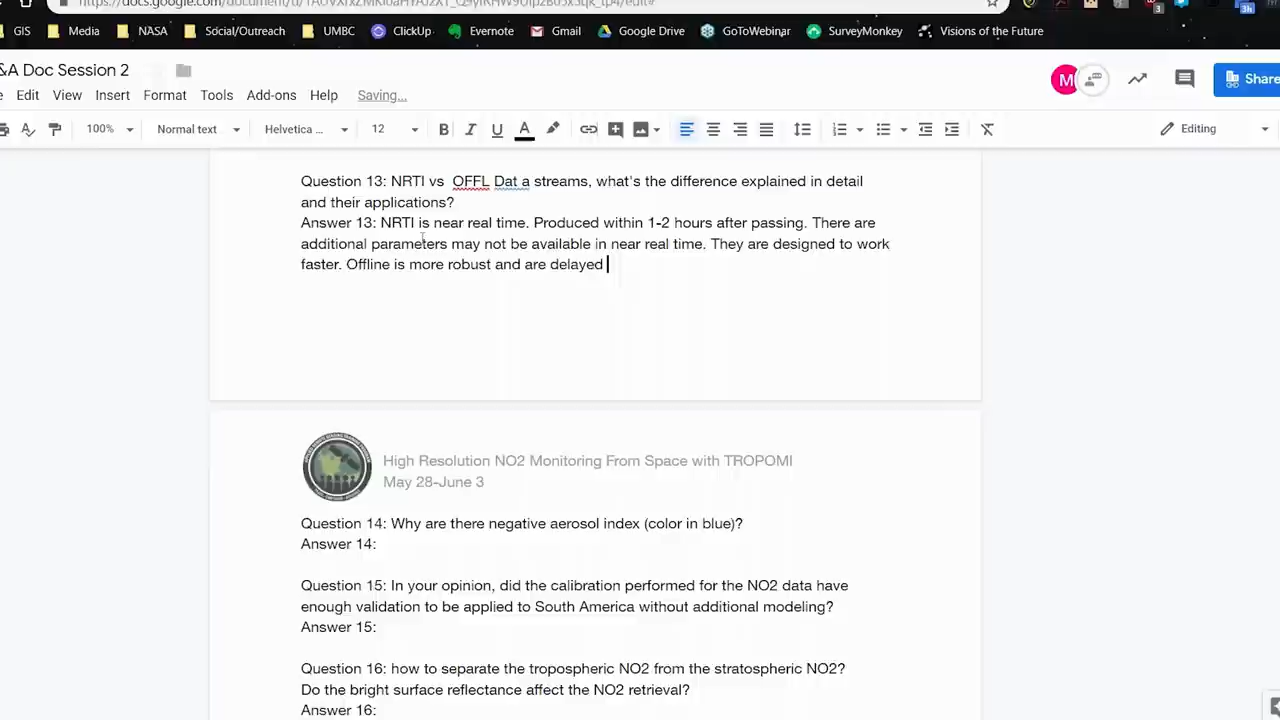 GIS Media NASA Social/Outreach UMBC ClickUp Evernote Gmail Google Drive GoToWebinar SurveyMonkey Visions of the Future
&A Doc Session 2
M
Share
Edit View Insert Format Tools Add-ons Help Saving...
100% Normal text Helvetica ... 12 B I U A Editing
Question 13: NRTI vs OFFL Dat a streams, what's the difference explained in detail
and their applications?
Answer 13: NRTI is near real time. Produced within 1-2 hours after passing. There are
additional parameters may not be available in near real time. They are designed to work
faster. Offline is more robust and are delayed
High Resolution NO2 Monitoring From Space with TROPOMI
May 28-June 3
Question 14: Why are there negative aerosol index (color in blue)?
Answer 14:
Question 15: In your opinion, did the calibration performed for the NO2 data have
enough validation to be applied to South America without additional modeling?
Answer 15:
Question 16: how to separate the tropospheric NO2 from the stratospheric NO2?
Do the bright surface reflectance affect the NO2 retrieval?
Answer 16: